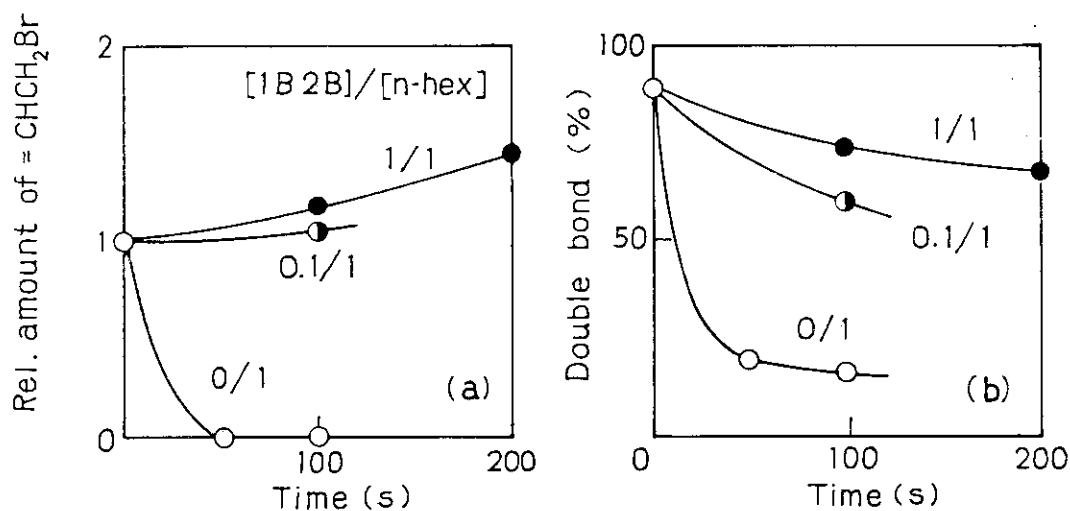 Rel. amount of = CHCH₂Br
2
1
0
[1B 2B]/[n-hex]
1/1
0.1/1
0/1
(a)
100
200
Time (s)
Double bond (%)
100
50
0
1/1
0.1/1
0/1
(b)
100
200
Time (s)